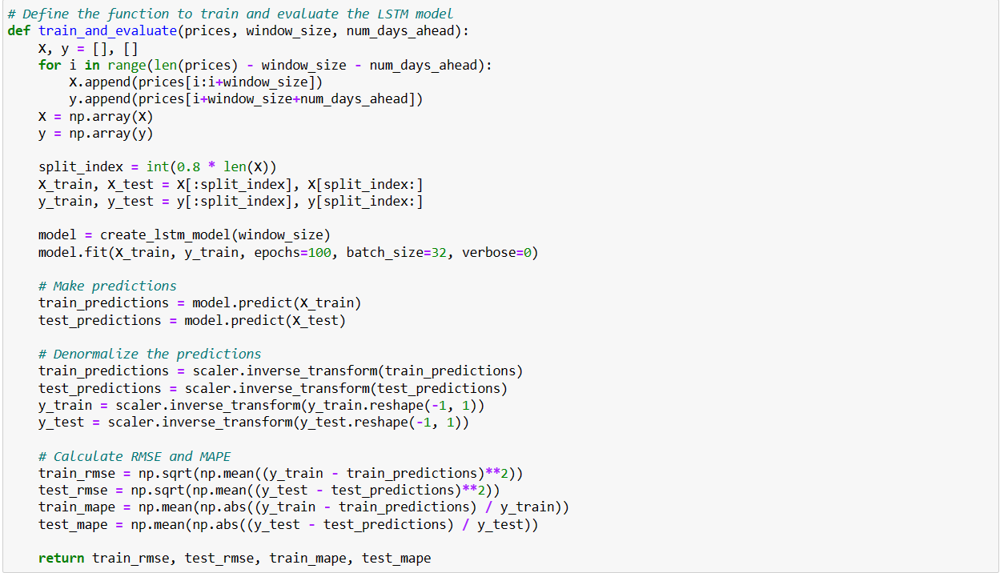 # Define the function to train and evaluate the LSTM model
def train_and_evaluate(prices, window_size, num_days_ahead):
    X, y = [], []
    for i in range(len(prices) - window_size - num_days_ahead):
        X.append(prices[i:i+window_size])
        y.append(prices[i+window_size+num_days_ahead])
    X = np.array(X)
    y = np.array(y)

    split_index = int(0.8 * len(X))
    X_train, X_test = X[:split_index], X[split_index:]
    y_train, y_test = y[:split_index], y[split_index:]

    model = create_lstm_model(window_size)
    model.fit(X_train, y_train, epochs=100, batch_size=32, verbose=0)

    # Make predictions
    train_predictions = model.predict(X_train)
    test_predictions = model.predict(X_test)

    # Denormalize the predictions
    train_predictions = scaler.inverse_transform(train_predictions)
    test_predictions = scaler.inverse_transform(test_predictions)
    y_train = scaler.inverse_transform(y_train.reshape(-1, 1))
    y_test = scaler.inverse_transform(y_test.reshape(-1, 1))

    # Calculate RMSE and MAPE
    train_rmse = np.sqrt(np.mean((y_train - train_predictions)**2))
    test_rmse = np.sqrt(np.mean((y_test - test_predictions)**2))
    train_mape = np.mean(np.abs((y_train - train_predictions) / y_train))
    test_mape = np.mean(np.abs((y_test - test_predictions) / y_test))

    return train_rmse, test_rmse, train_mape, test_mape